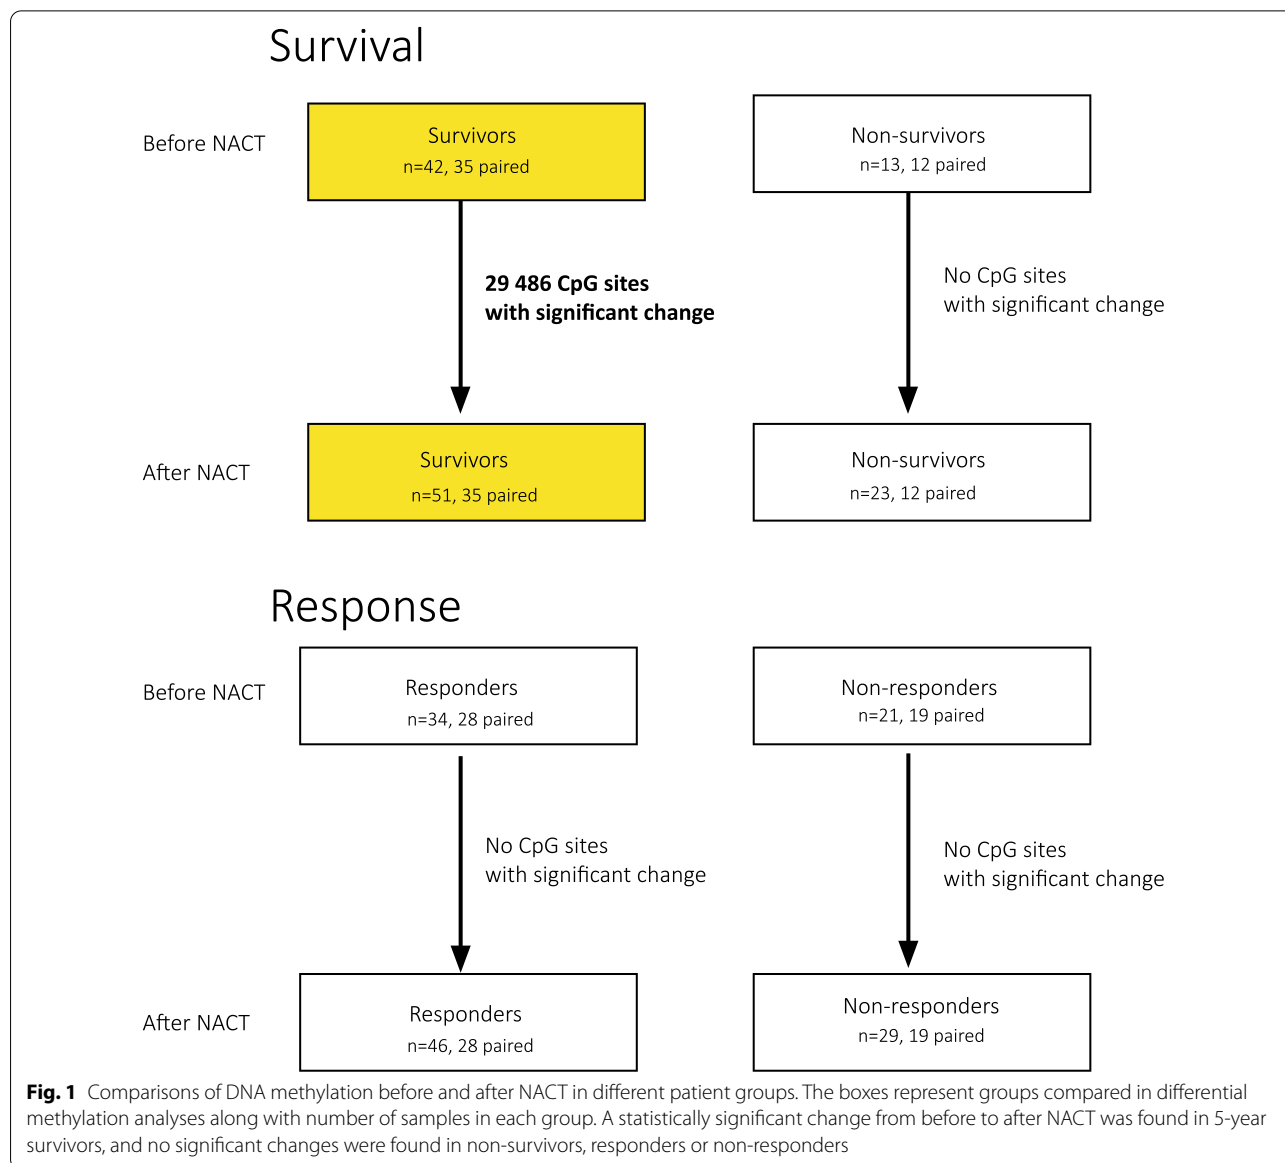 Survival
Before NACT
Survivors
n=42, 35 paired
Non-survivors
n=13, 12 paired
29 486 CpG sites
with significant change
No CpG sites
with significant change
After NACT
Survivors
n=51, 35 paired
Non-survivors
n=23, 12 paired
Response
Before NACT
Responders
n=34, 28 paired
Non-responders
n=21, 19 paired
No CpG sites
with significant change
No CpG sites
with significant change
After NACT
Responders
n=46, 28 paired
Non-responders
n=29, 19 paired
Fig. 1 Comparisons of DNA methylation before and after NACT in different patient groups. The boxes represent groups compared in differential
methylation analyses along with number of samples in each group. A statistically significant change from before to after NACT was found in 5-year
survivors, and no significant changes were found in non-survivors, responders or non-responders